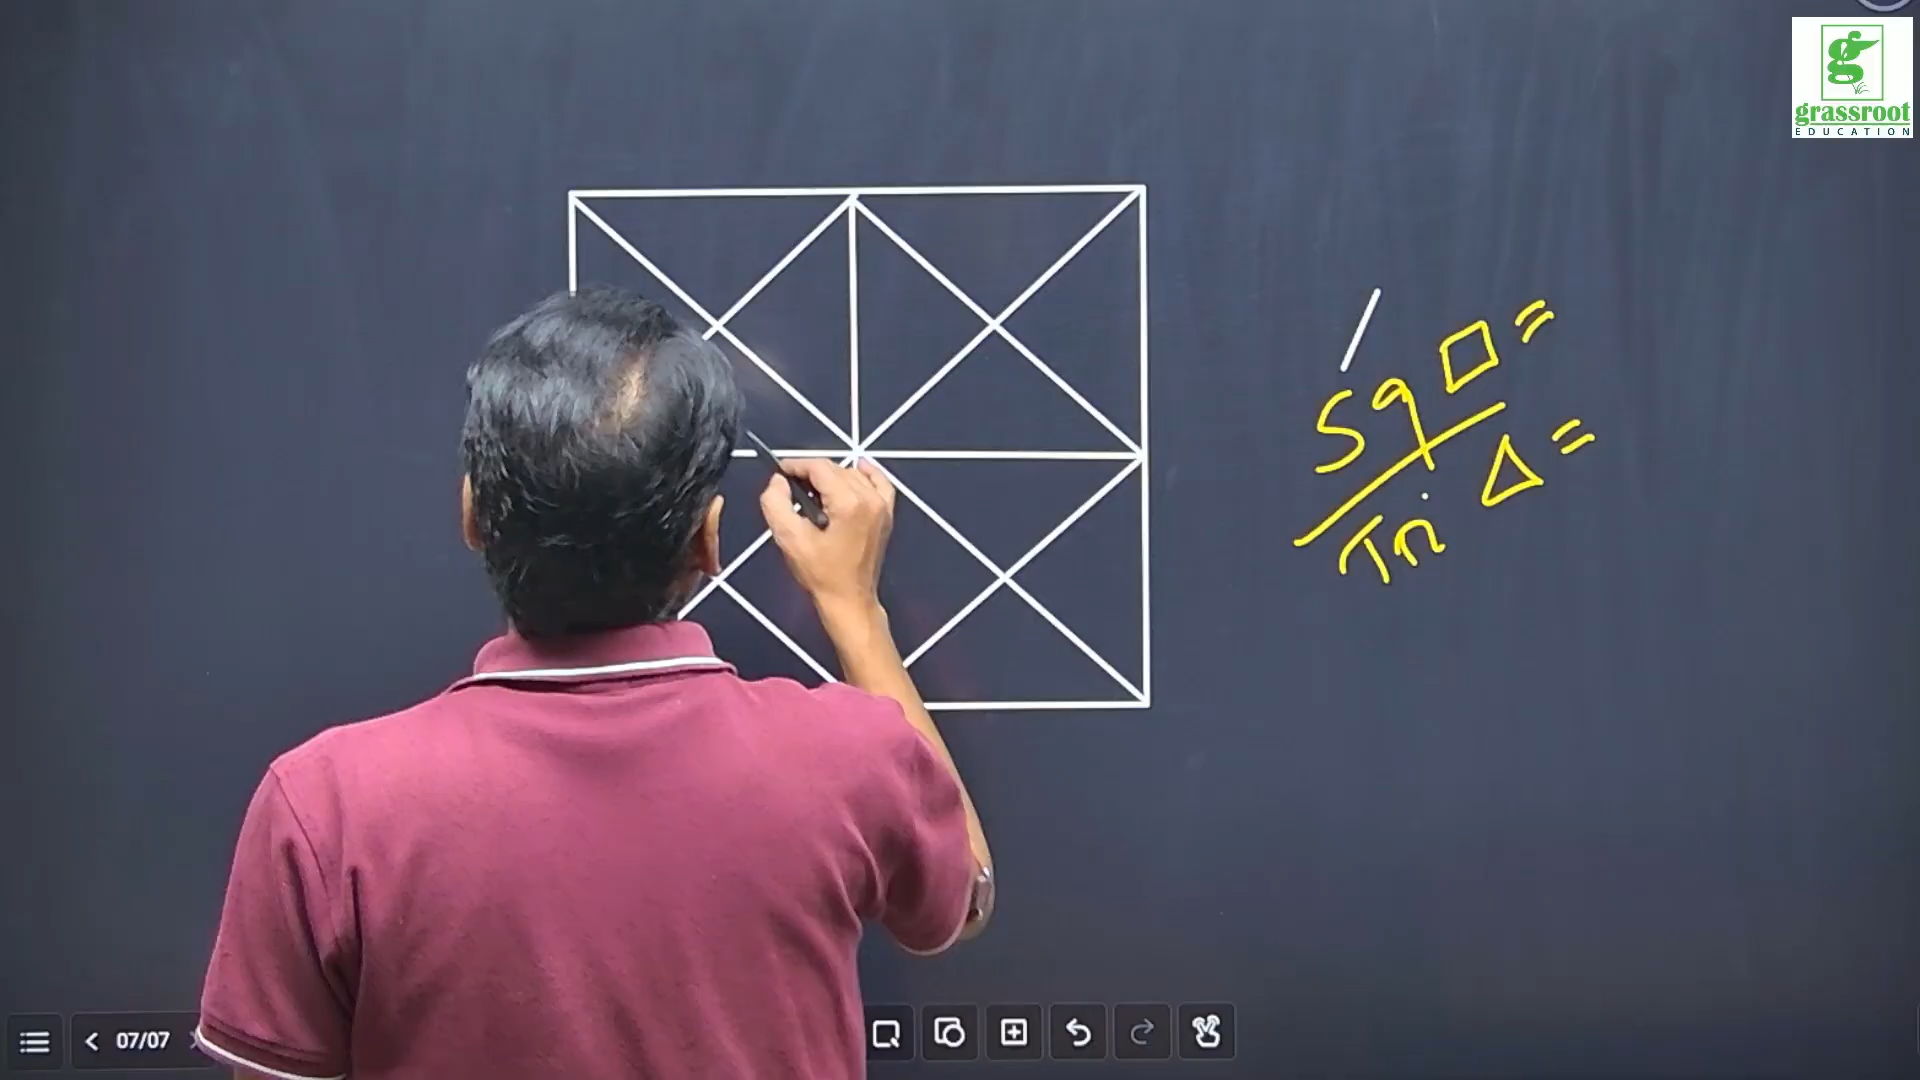 grassroot
EDUCATION
Sq □ =
Tri △ =
07/07